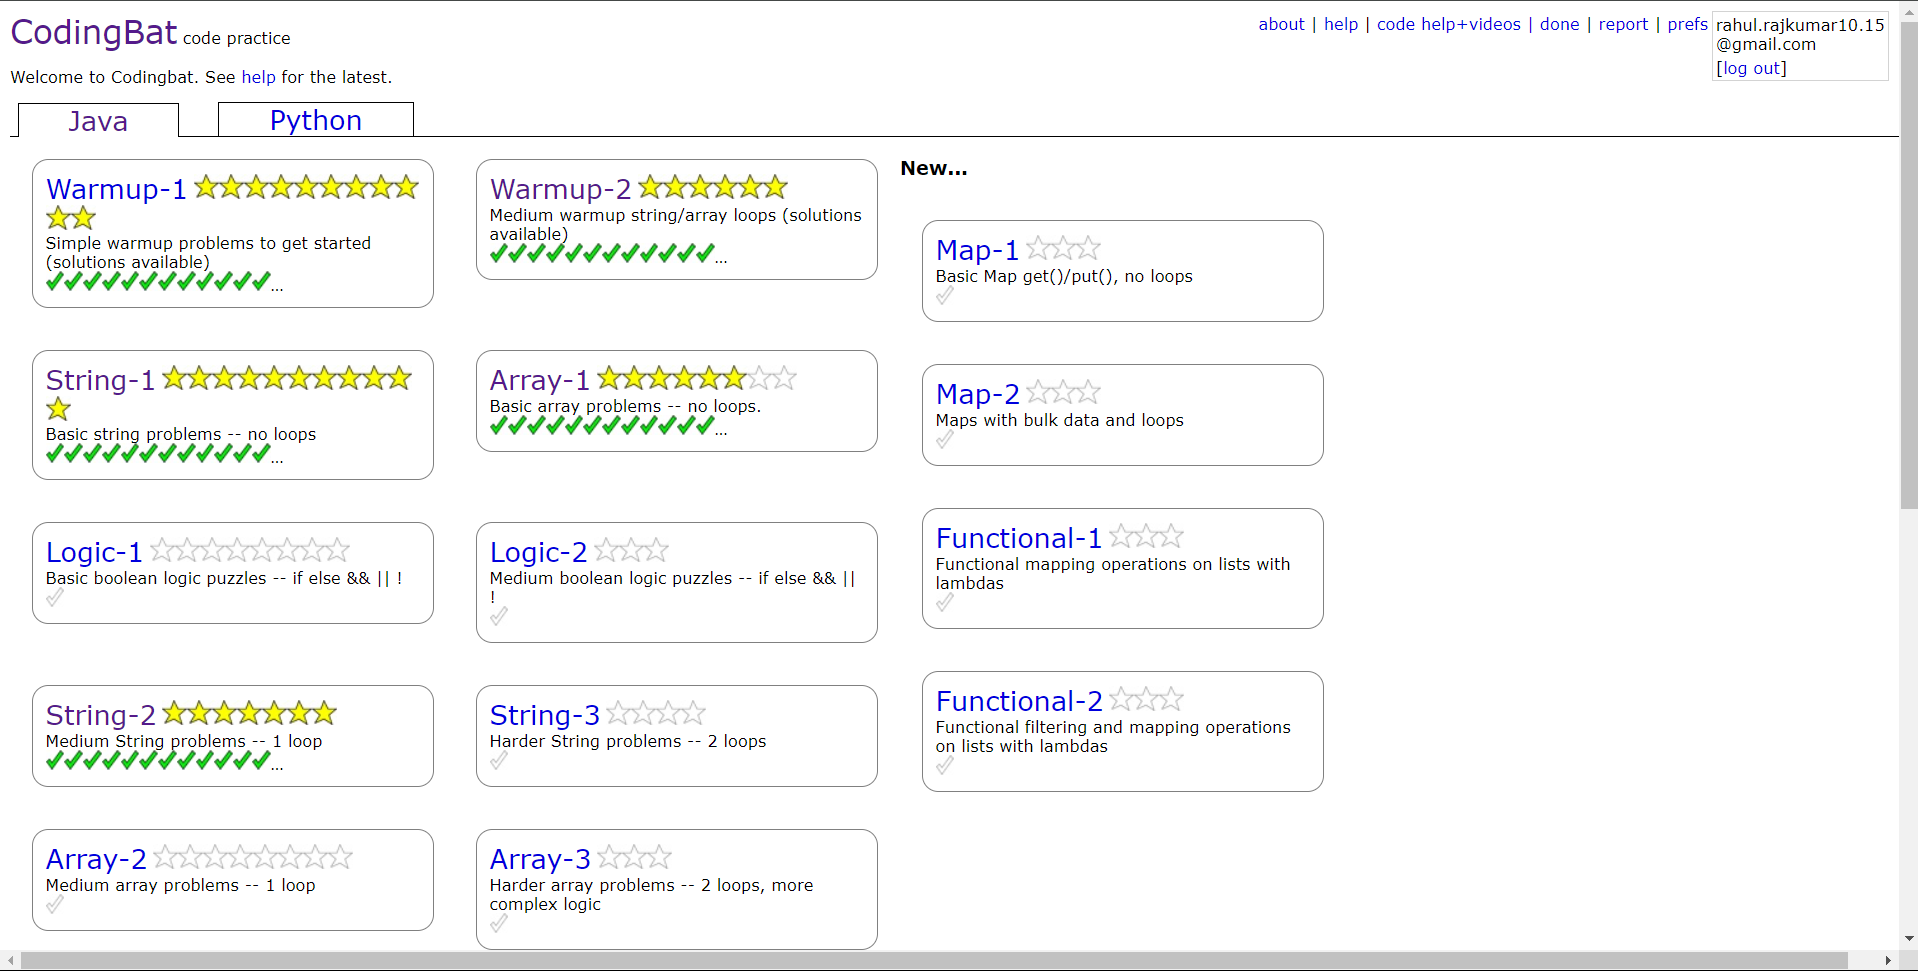 CodingBat code practice
about | help | code help+videos | done | report | prefs
rahul.rajkumar10.15
@gmail.com
[log out]
Welcome to Codingbat. See help for the latest.
Java
Python
Warmup-1
Simple warmup problems to get started
(solutions available)
...
Warmup-2
Medium warmup string/array loops (solutions
available)
...
New...
Map-1
Basic Map get()/put(), no loops
String-1
Basic string problems -- no loops
...
Array-1
Basic array problems -- no loops.
...
Map-2
Maps with bulk data and loops
Logic-1
Basic boolean logic puzzles -- if else && || !
Logic-2
Medium boolean logic puzzles -- if else && ||
!
Functional-1
Functional mapping operations on lists with
lambdas
String-2
Medium String problems -- 1 loop
...
String-3
Harder String problems -- 2 loops
Functional-2
Functional filtering and mapping operations
on lists with lambdas
Array-2
Medium array problems -- 1 loop
Array-3
Harder array problems -- 2 loops, more
complex logic